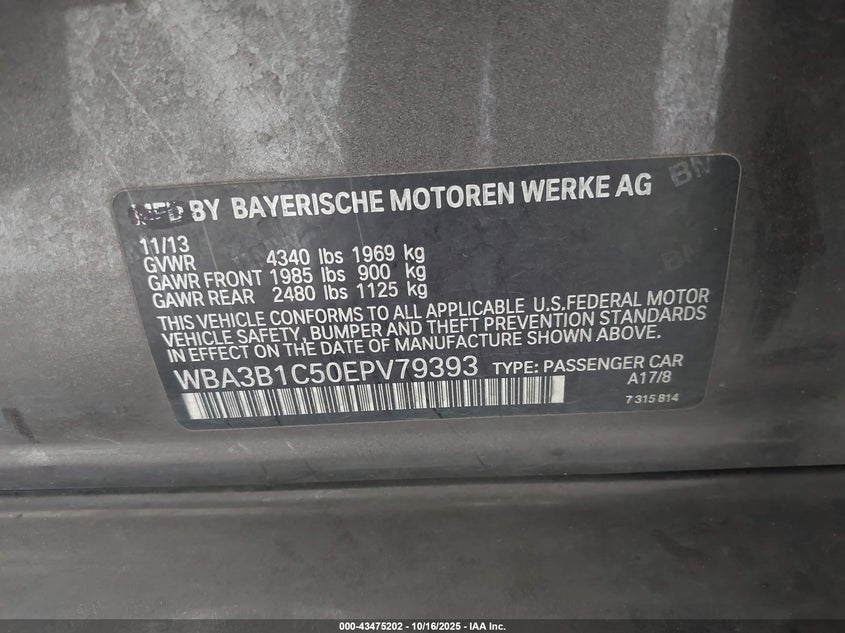 MFD BY BAYERISCHE MOTOREN WERKE AG
11/13
GVWR 4340 lbs 1969 kg
GAWR FRONT 1985 lbs 900 kg
GAWR REAR 2480 lbs 1125 kg
THIS VEHICLE CONFORMS TO ALL APPLICABLE U.S.FEDERAL MOTOR
VEHICLE SAFETY, BUMPER AND THEFT PREVENTION STANDARDS
IN EFFECT ON THE DATE OF MANUFACTURE SHOWN ABOVE.
WBA3B1C50EPV79393 TYPE: PASSENGER CAR
A17/8
7 315 814
000-43475202 - 10/16/2025 - IAA Inc.